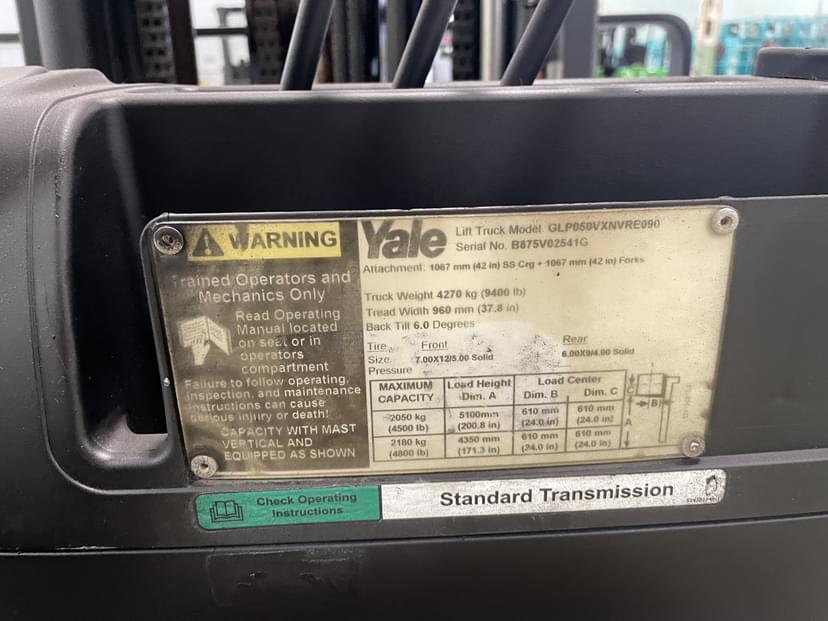 WARNING
Trained Operators and
Mechanics Only
Read Operating
Manual located
on seat or in
operators
compartment
Failure to follow operating,
inspection, and maintenance
instructions can cause
serious injury or death!
CAPACITY WITH MAST
VERTICAL AND
EQUIPPED AS SHOWN
Yale
Lift Truck Model GLP050VXNVRE090
Serial No. B875V02541G
Attachment: 1067 mm (42 in) SS Crg + 1067 mm (42 in) Forks
Truck Weight 4270 kg (9400 lb)
Tread Width 960 mm (37.8 in)
Back Tilt 6.0 Degrees
Tire Front Rear
Size 7.00X12/5.00 Solid 6.00X9/4.00 Solid
Pressure
MAXIMUM CAPACITY Load Height Dim. A Load Center Dim. B Dim. C
2050 kg (4500 lb) 5100mm (200.8 in) 610 mm (24.0 in) 610 mm (24.0 in)
2180 kg (4800 lb) 4350 mm (171.3 in) 610 mm (24.0 in) 610 mm (24.0 in)
C
B
A
Check Operating
Instructions
Standard Transmission